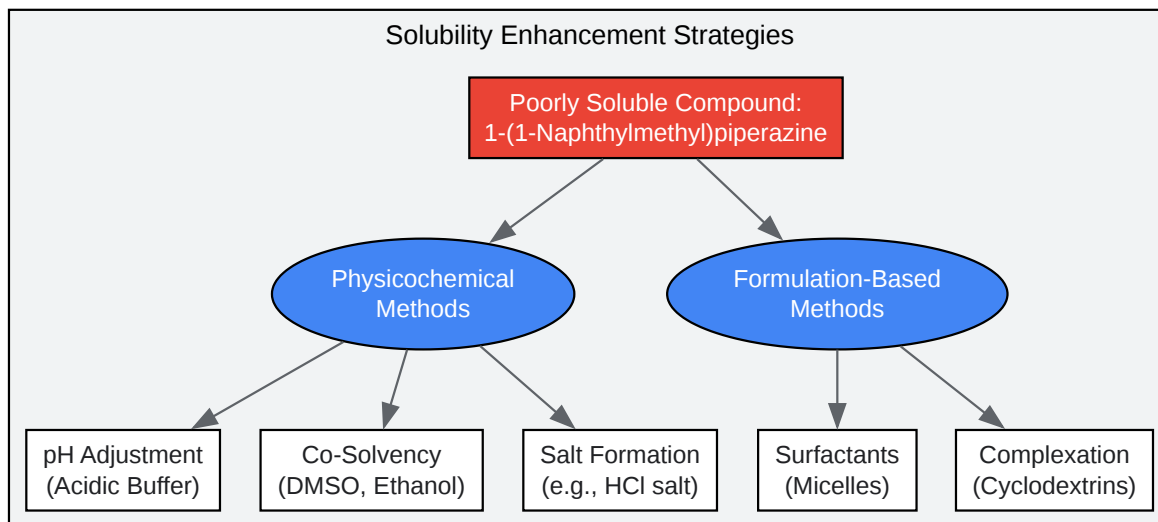 Solubility Enhancement Strategies
Poorly Soluble Compound:
1-(1-Naphthylmethyl)piperazine
Physicochemical
Methods
Formulation-Based
Methods
pH Adjustment
(Acidic Buffer)
Co-Solvency
(DMSO, Ethanol)
Salt Formation
(e.g., HCl salt)
Surfactants
(Micelles)
Complexation
(Cyclodextrins)